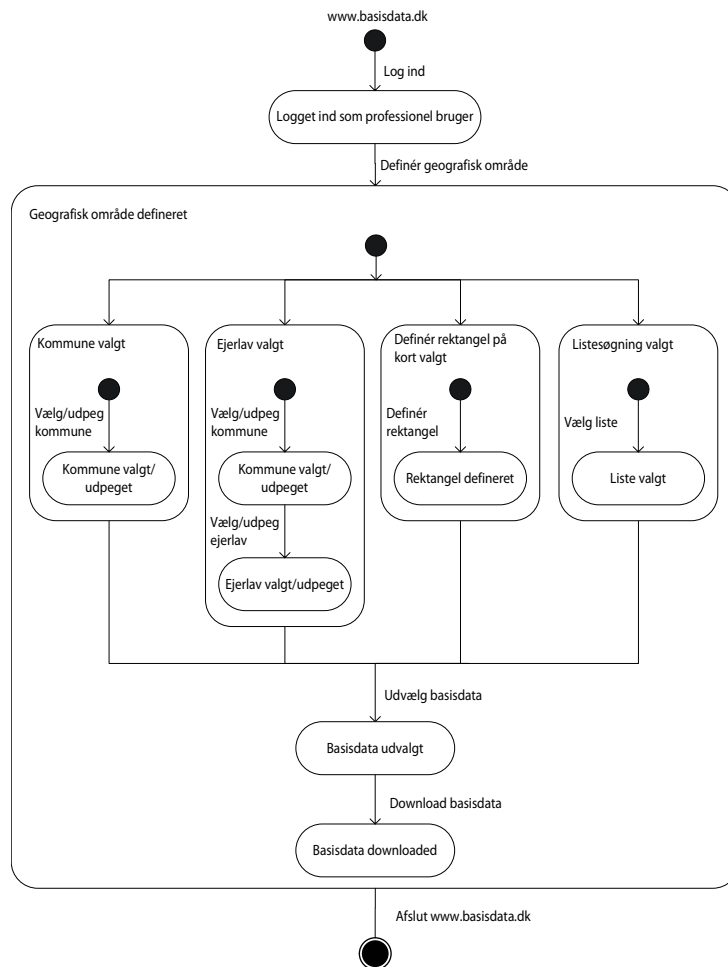 www.basisdata.dk
Log ind
Logget ind som professionel bruger
Definér geografisk område
Geografisk område defineret
Kommune valgt
Vælg/udpeg
kommune
Kommune valgt/
udpeget
Ejerlav valgt
Vælg/udpeg
kommune
Kommune valgt/
udpeget
Vælg/udpeg
ejerlav
Ejerlav valgt/udpeget
Definér rektangel på
kort valgt
Definér
rektangel
Rektangel defineret
Listesøgning valgt
Vælg liste
Liste valgt
Udvælg basisdata
Basisdata udvalgt
Download basisdata
Basisdata downloaded
Afslut www.basisdata.dk